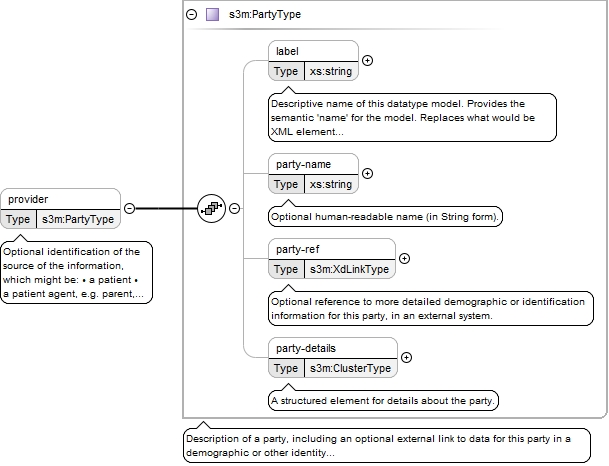 s3m:PartyType
label
Type xs:string
Descriptive name of this datatype model. Provides the
semantic 'name' for the model. Replaces what would be
XML element...
party-name
Type xs:string
Optional human-readable name (in String form).
provider
Type s3m:PartyType
Optional identification of the
source of the information,
which might be: • a patient •
a patient agent, e.g. parent,...
party-ref
Type s3m:XdLinkType
Optional reference to more detailed demographic or identification
information for this party, in an external system.
party-details
Type s3m:ClusterType
A structured element for details about the party.
Description of a party, including an optional external link to data for this party in a
demographic or other identity...